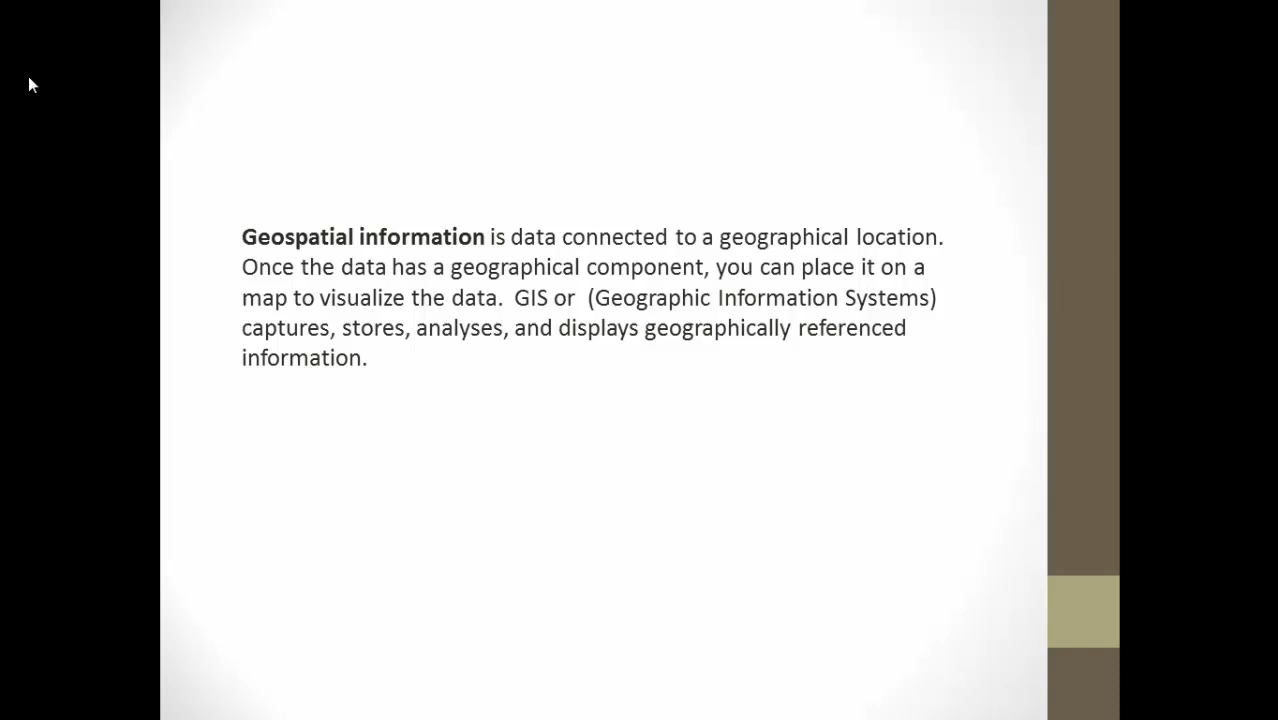 Geospatial information is data connected to a geographical location.
Once the data has a geographical component, you can place it on a
map to visualize the data.  GIS or  (Geographic Information Systems)
captures, stores, analyses, and displays geographically referenced
information.